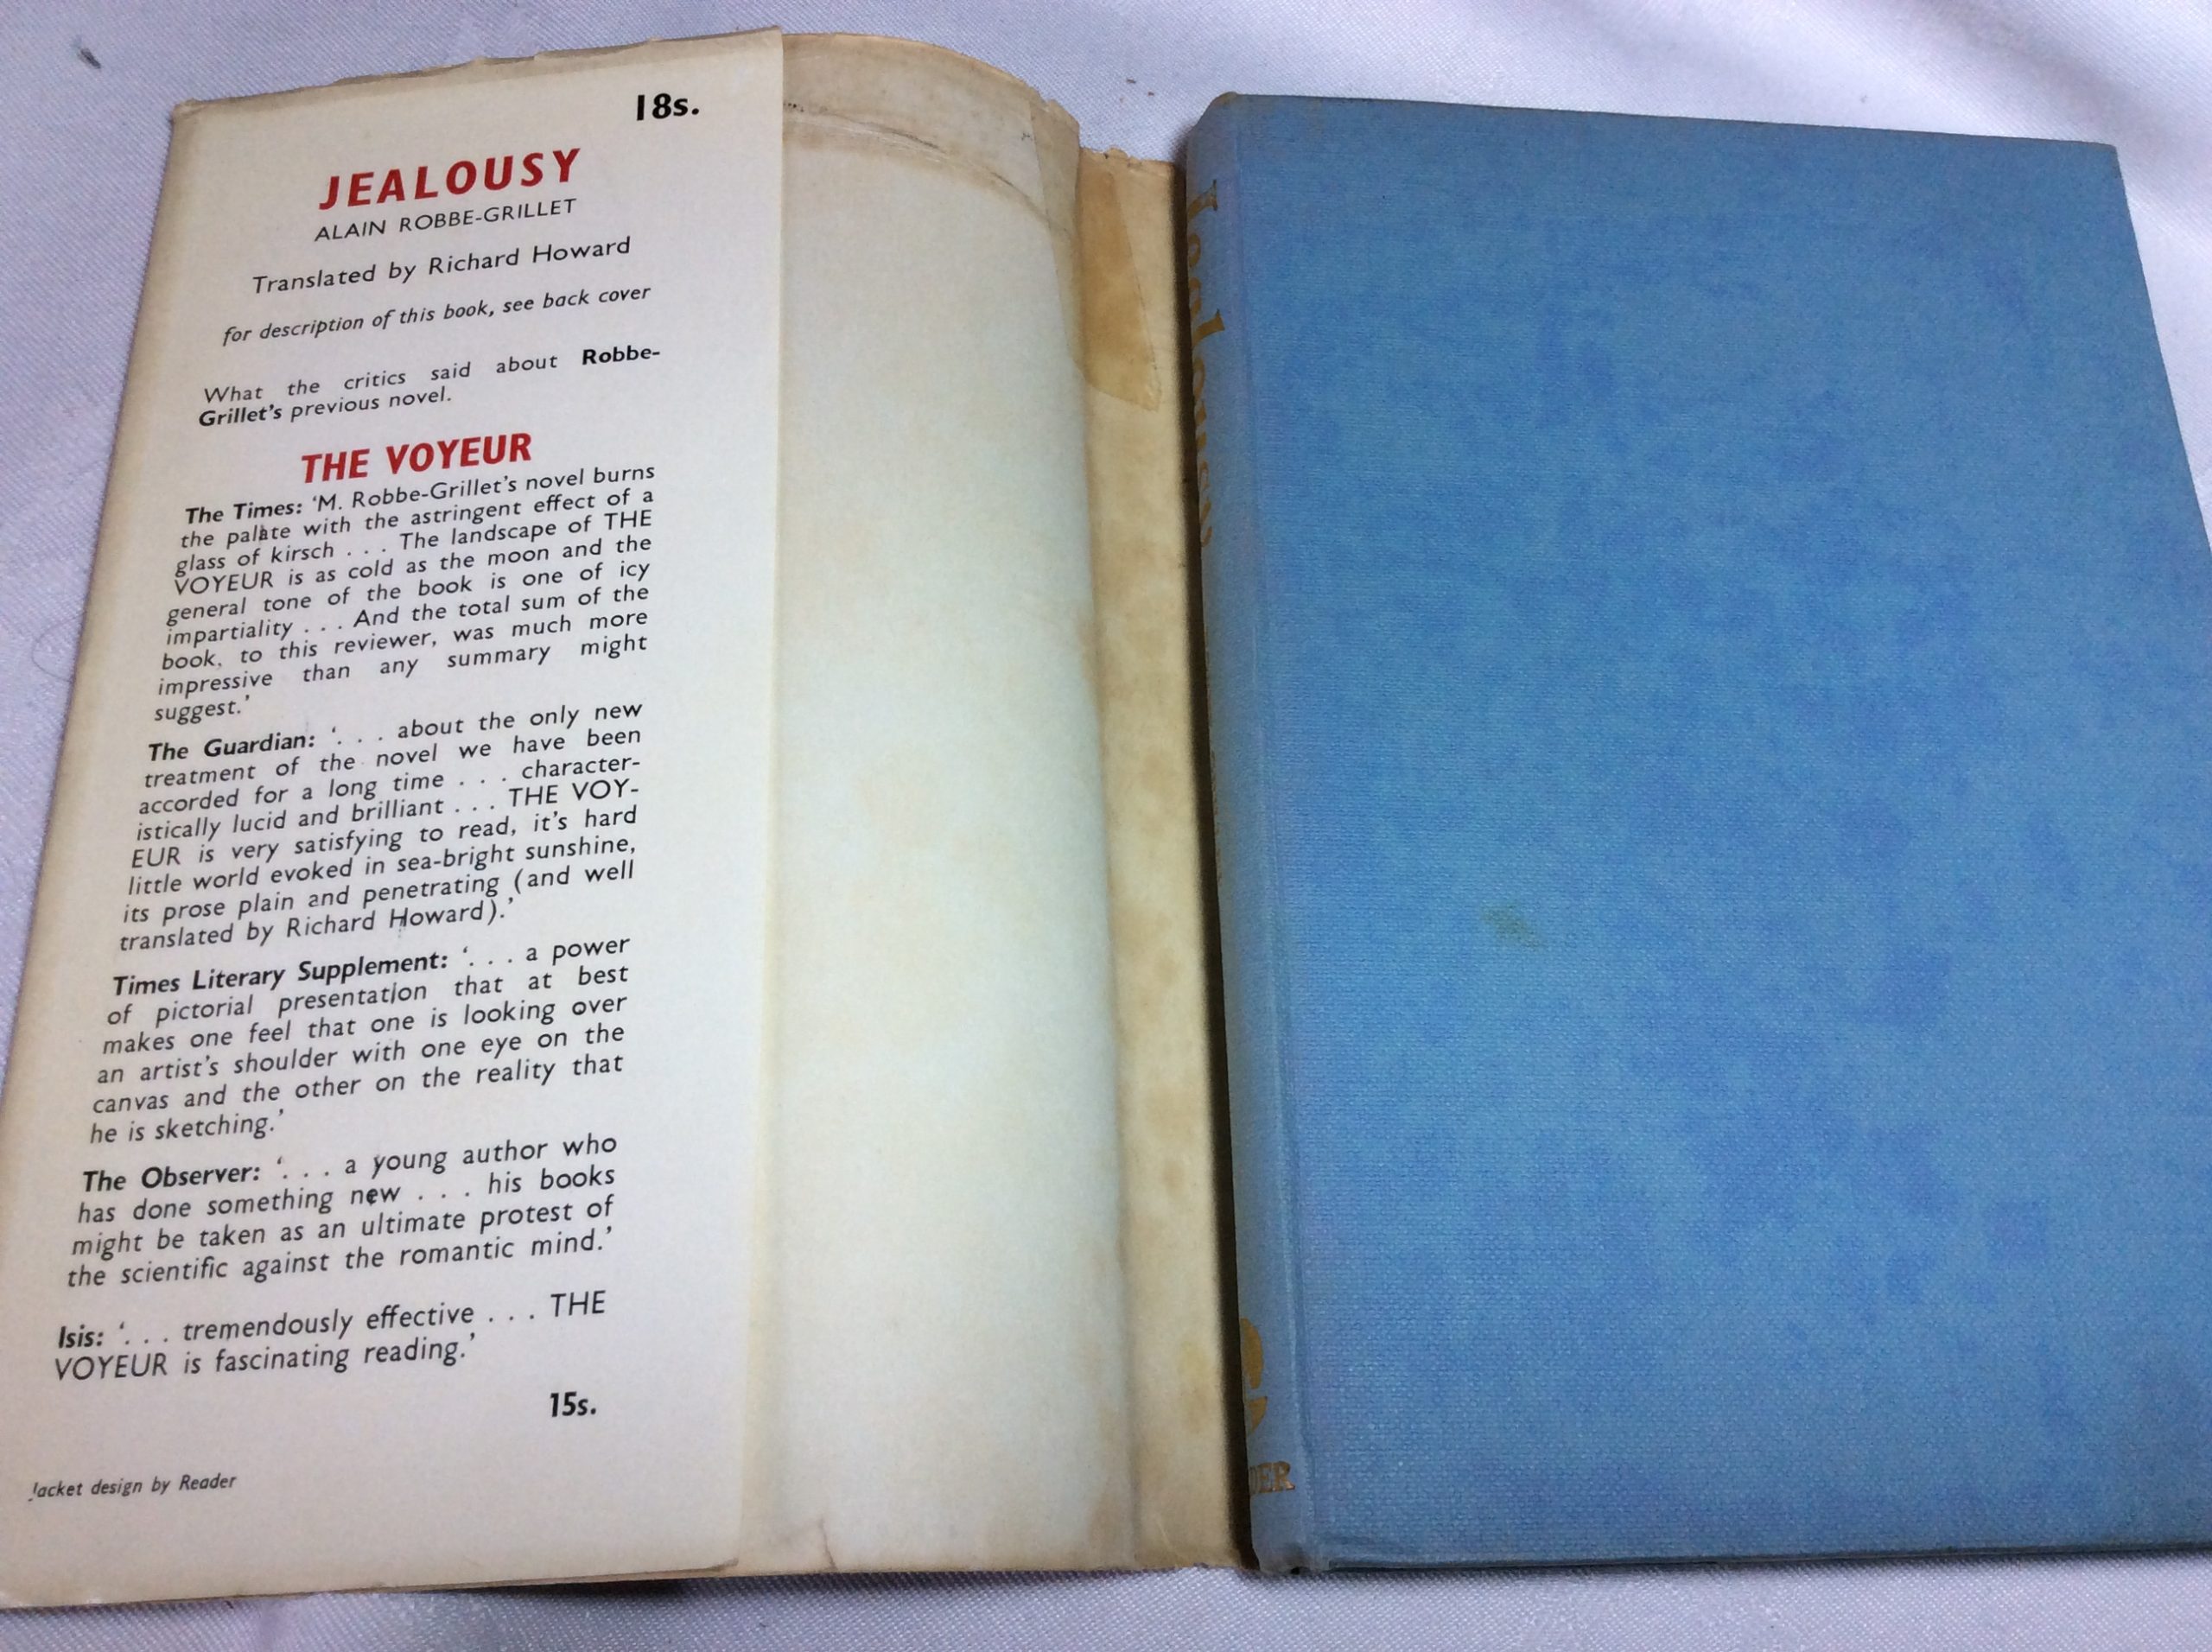 18s.
JEALOUSY
ALAIN ROBBE-GRILLET
Translated by Richard Howard
for description of this book, see back cover
What the critics said about Robbe-
Grillet's previous novel.
THE VOYEUR
The Times: ‘M. Robbe-Grillet's novel burns
the palate with the astringent effect of a
glass of kirsch . . . The landscape of THE
VOYEUR is as cold as the moon and the
general tone of the book is one of icy
impartiality . . . And the total sum of the
book, to this reviewer, was much more
impressive than any summary might
suggest.’
The Guardian: ‘. . . about the only new
treatment of the novel we have been
accorded for a long time . . . character-
istically lucid and brilliant . . . THE VOY-
EUR is very satisfying to read, it's hard
little world evoked in sea-bright sunshine,
its prose plain and penetrating (and well
translated by Richard Howard).’
Times Literary Supplement: ‘. . . a power
of pictorial presentation that at best
makes one feel that one is looking over
an artist's shoulder with one eye on the
canvas and the other on the reality that
he is sketching.’
The Observer: ‘. . . a young author who
has done something new . . . his books
might be taken as an ultimate protest of
the scientific against the romantic mind.’
Isis: ‘. . . tremendously effective . . . THE
VOYEUR is fascinating reading.’
15s.
Jacket design by Reader
Jealousy
DER